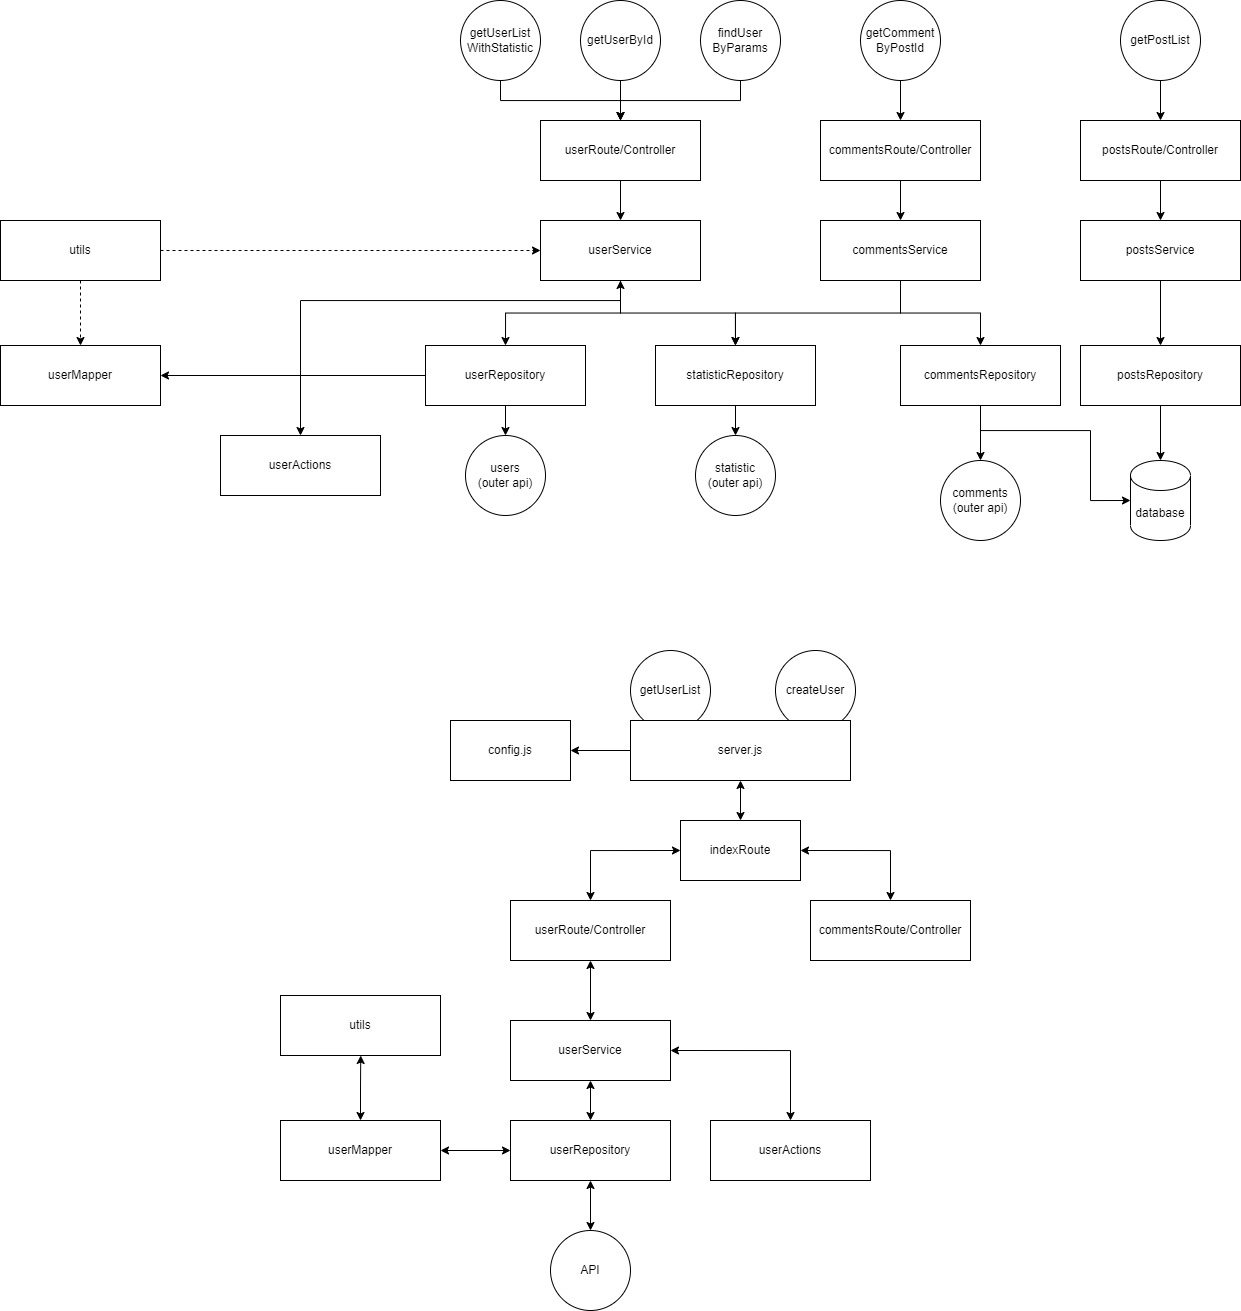 getUserList
WithStatistic
getUserById
findUser
ByParams
getComment
ByPostId
getPostList
userRoute/Controller
commentsRoute/Controller
postsRoute/Controller
utils
userService
commentsService
postsService
userMapper
userRepository
statisticRepository
commentsRepository
postsRepository
userActions
users
(outer api)
statistic
(outer api)
comments
(outer api)
database
getUserList
createUser
config.js
server.js
indexRoute
userRoute/Controller
commentsRoute/Controller
utils
userService
userMapper
userRepository
userActions
API